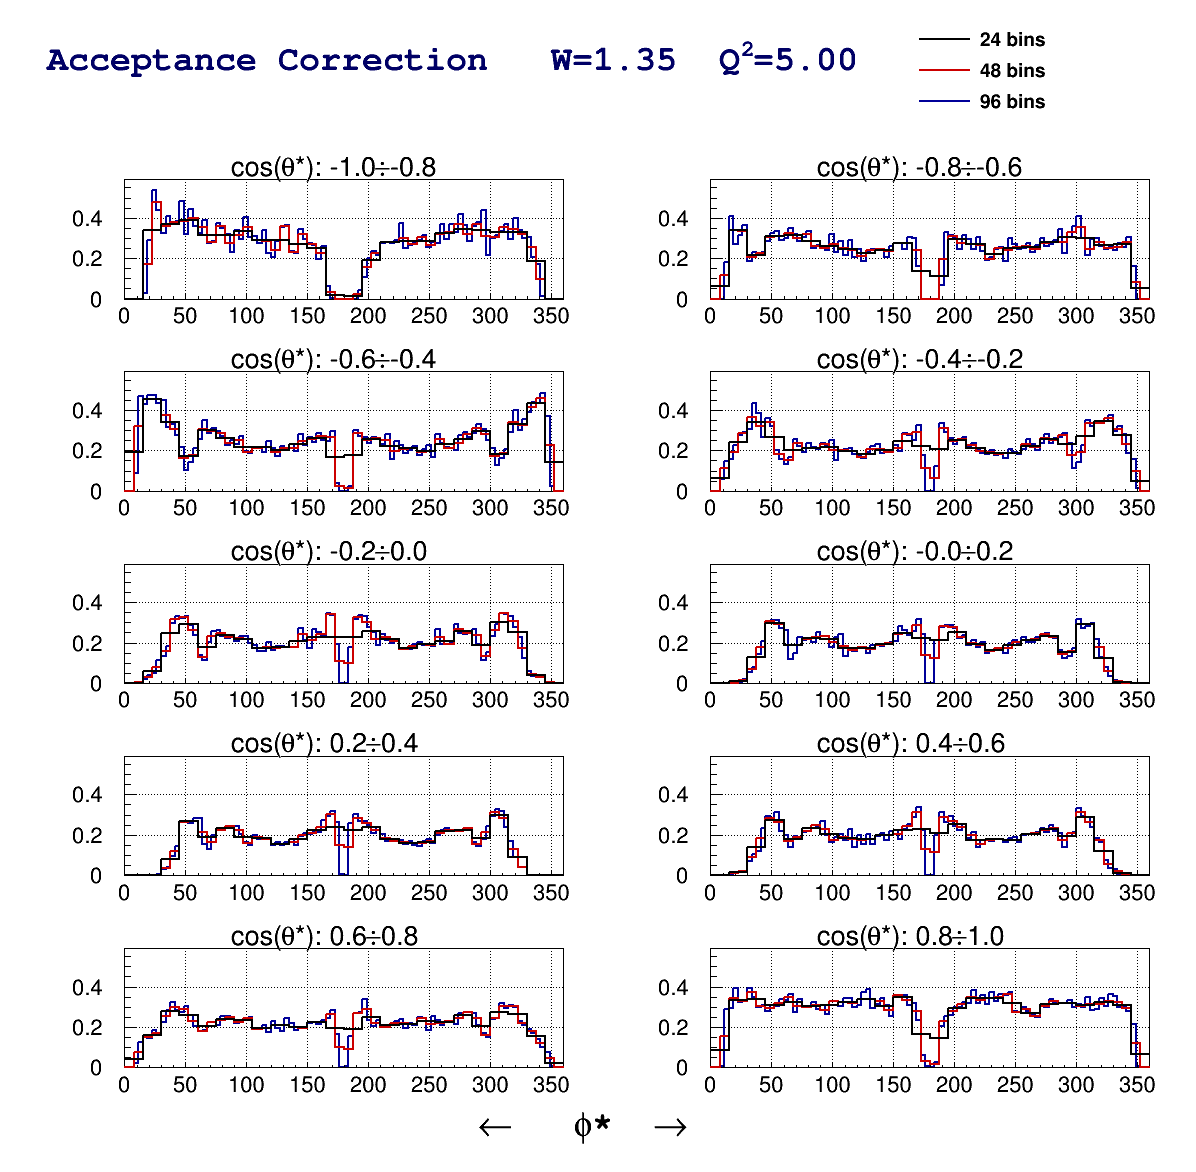 Acceptance Correction W=1.35 Q²=5.00
24 bins
48 bins
96 bins
cos(θ*): -1.0÷-0.8
cos(θ*): -0.8÷-0.6
0.4
0.2
0
0 50 100 150 200 250 300 350
0.4
0.2
0
0 50 100 150 200 250 300 350
cos(θ*): -0.6÷-0.4
cos(θ*): -0.4÷-0.2
0.4
0.2
0
0 50 100 150 200 250 300 350
0.4
0.2
0
0 50 100 150 200 250 300 350
cos(θ*): -0.2÷0.0
cos(θ*): -0.0÷0.2
0.4
0.2
0
0 50 100 150 200 250 300 350
0.4
0.2
0
0 50 100 150 200 250 300 350
cos(θ*): 0.2÷0.4
cos(θ*): 0.4÷0.6
0.4
0.2
0
0 50 100 150 200 250 300 350
0.4
0.2
0
0 50 100 150 200 250 300 350
cos(θ*): 0.6÷0.8
cos(θ*): 0.8÷1.0
0.4
0.2
0
0 50 100 150 200 250 300 350
0.4
0.2
0
0 50 100 150 200 250 300 350
← ϕ* →